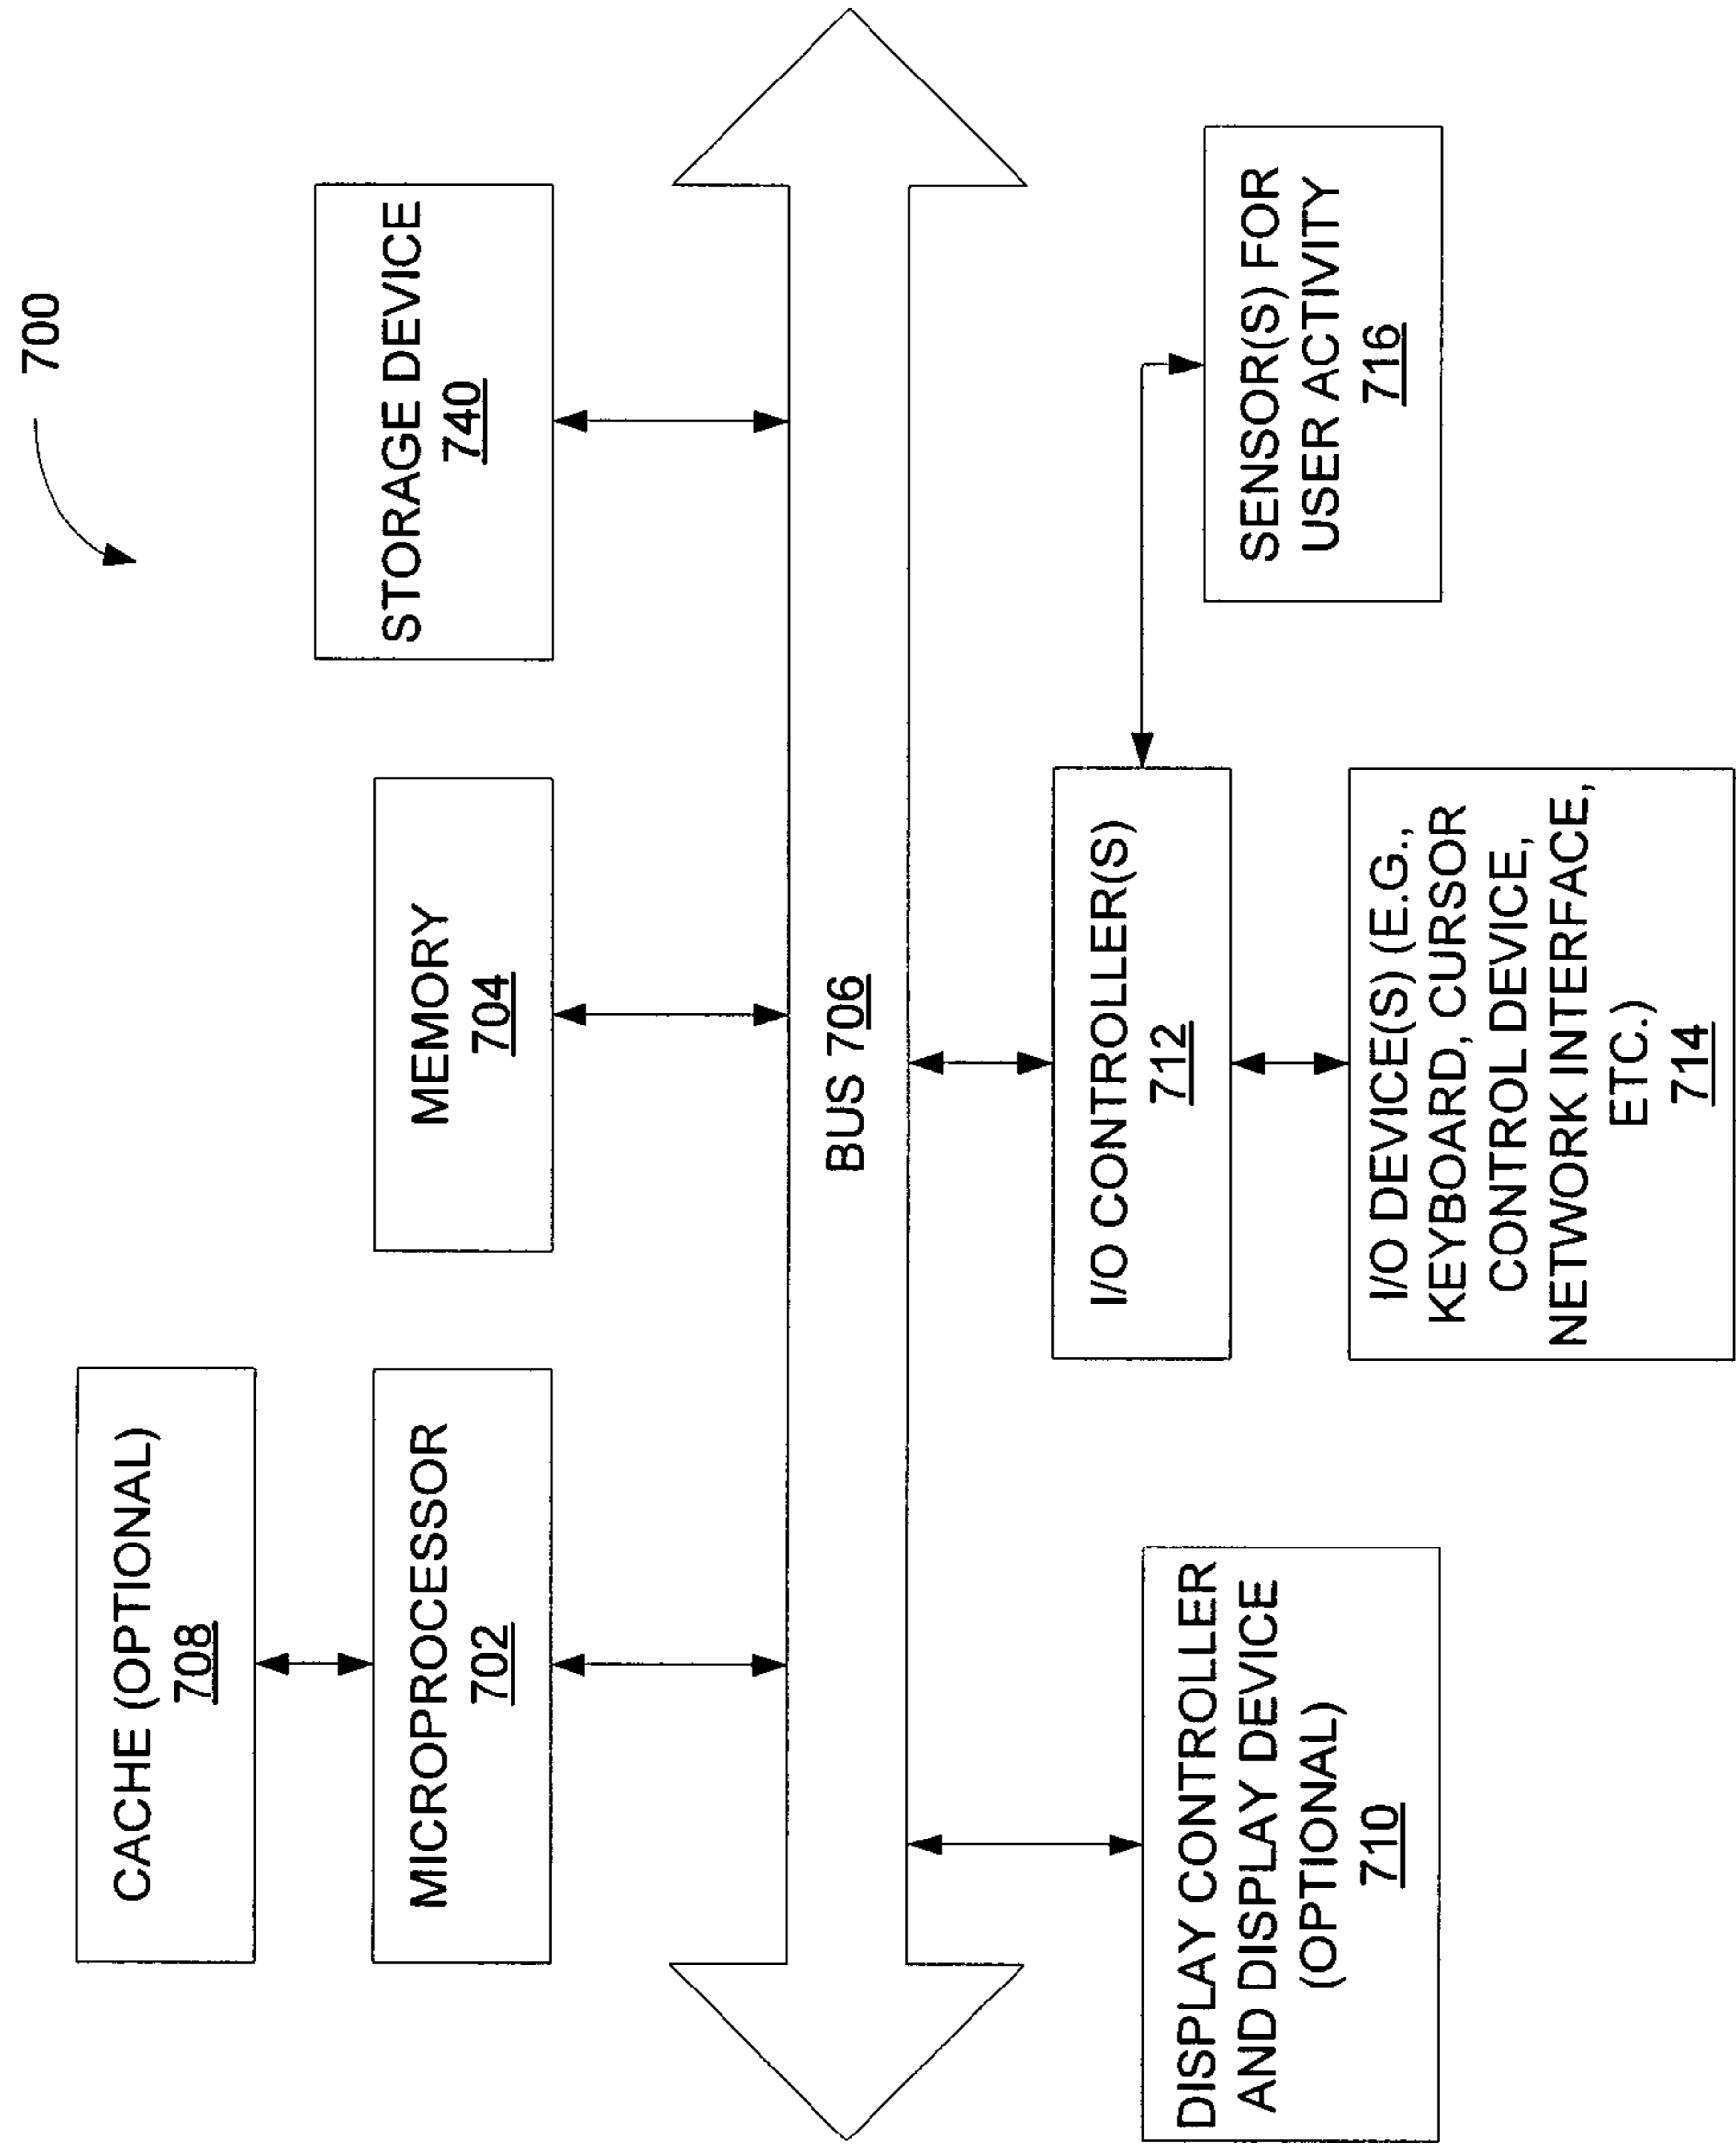 700
CACHE (OPTIONAL)
708
MICROPROCESSOR
702
MEMORY
704
STORAGE DEVICE
740
BUS 706
DISPLAY CONTROLLER
AND DISPLAY DEVICE
(OPTIONAL)
710
I/O CONTROLLER(S)
712
I/O DEVICE(S) (E.G.,
KEYBOARD, CURSOR
CONTROL DEVICE,
NETWORK INTERFACE,
ETC.)
714
SENSOR(S) FOR
USER ACTIVITY
716